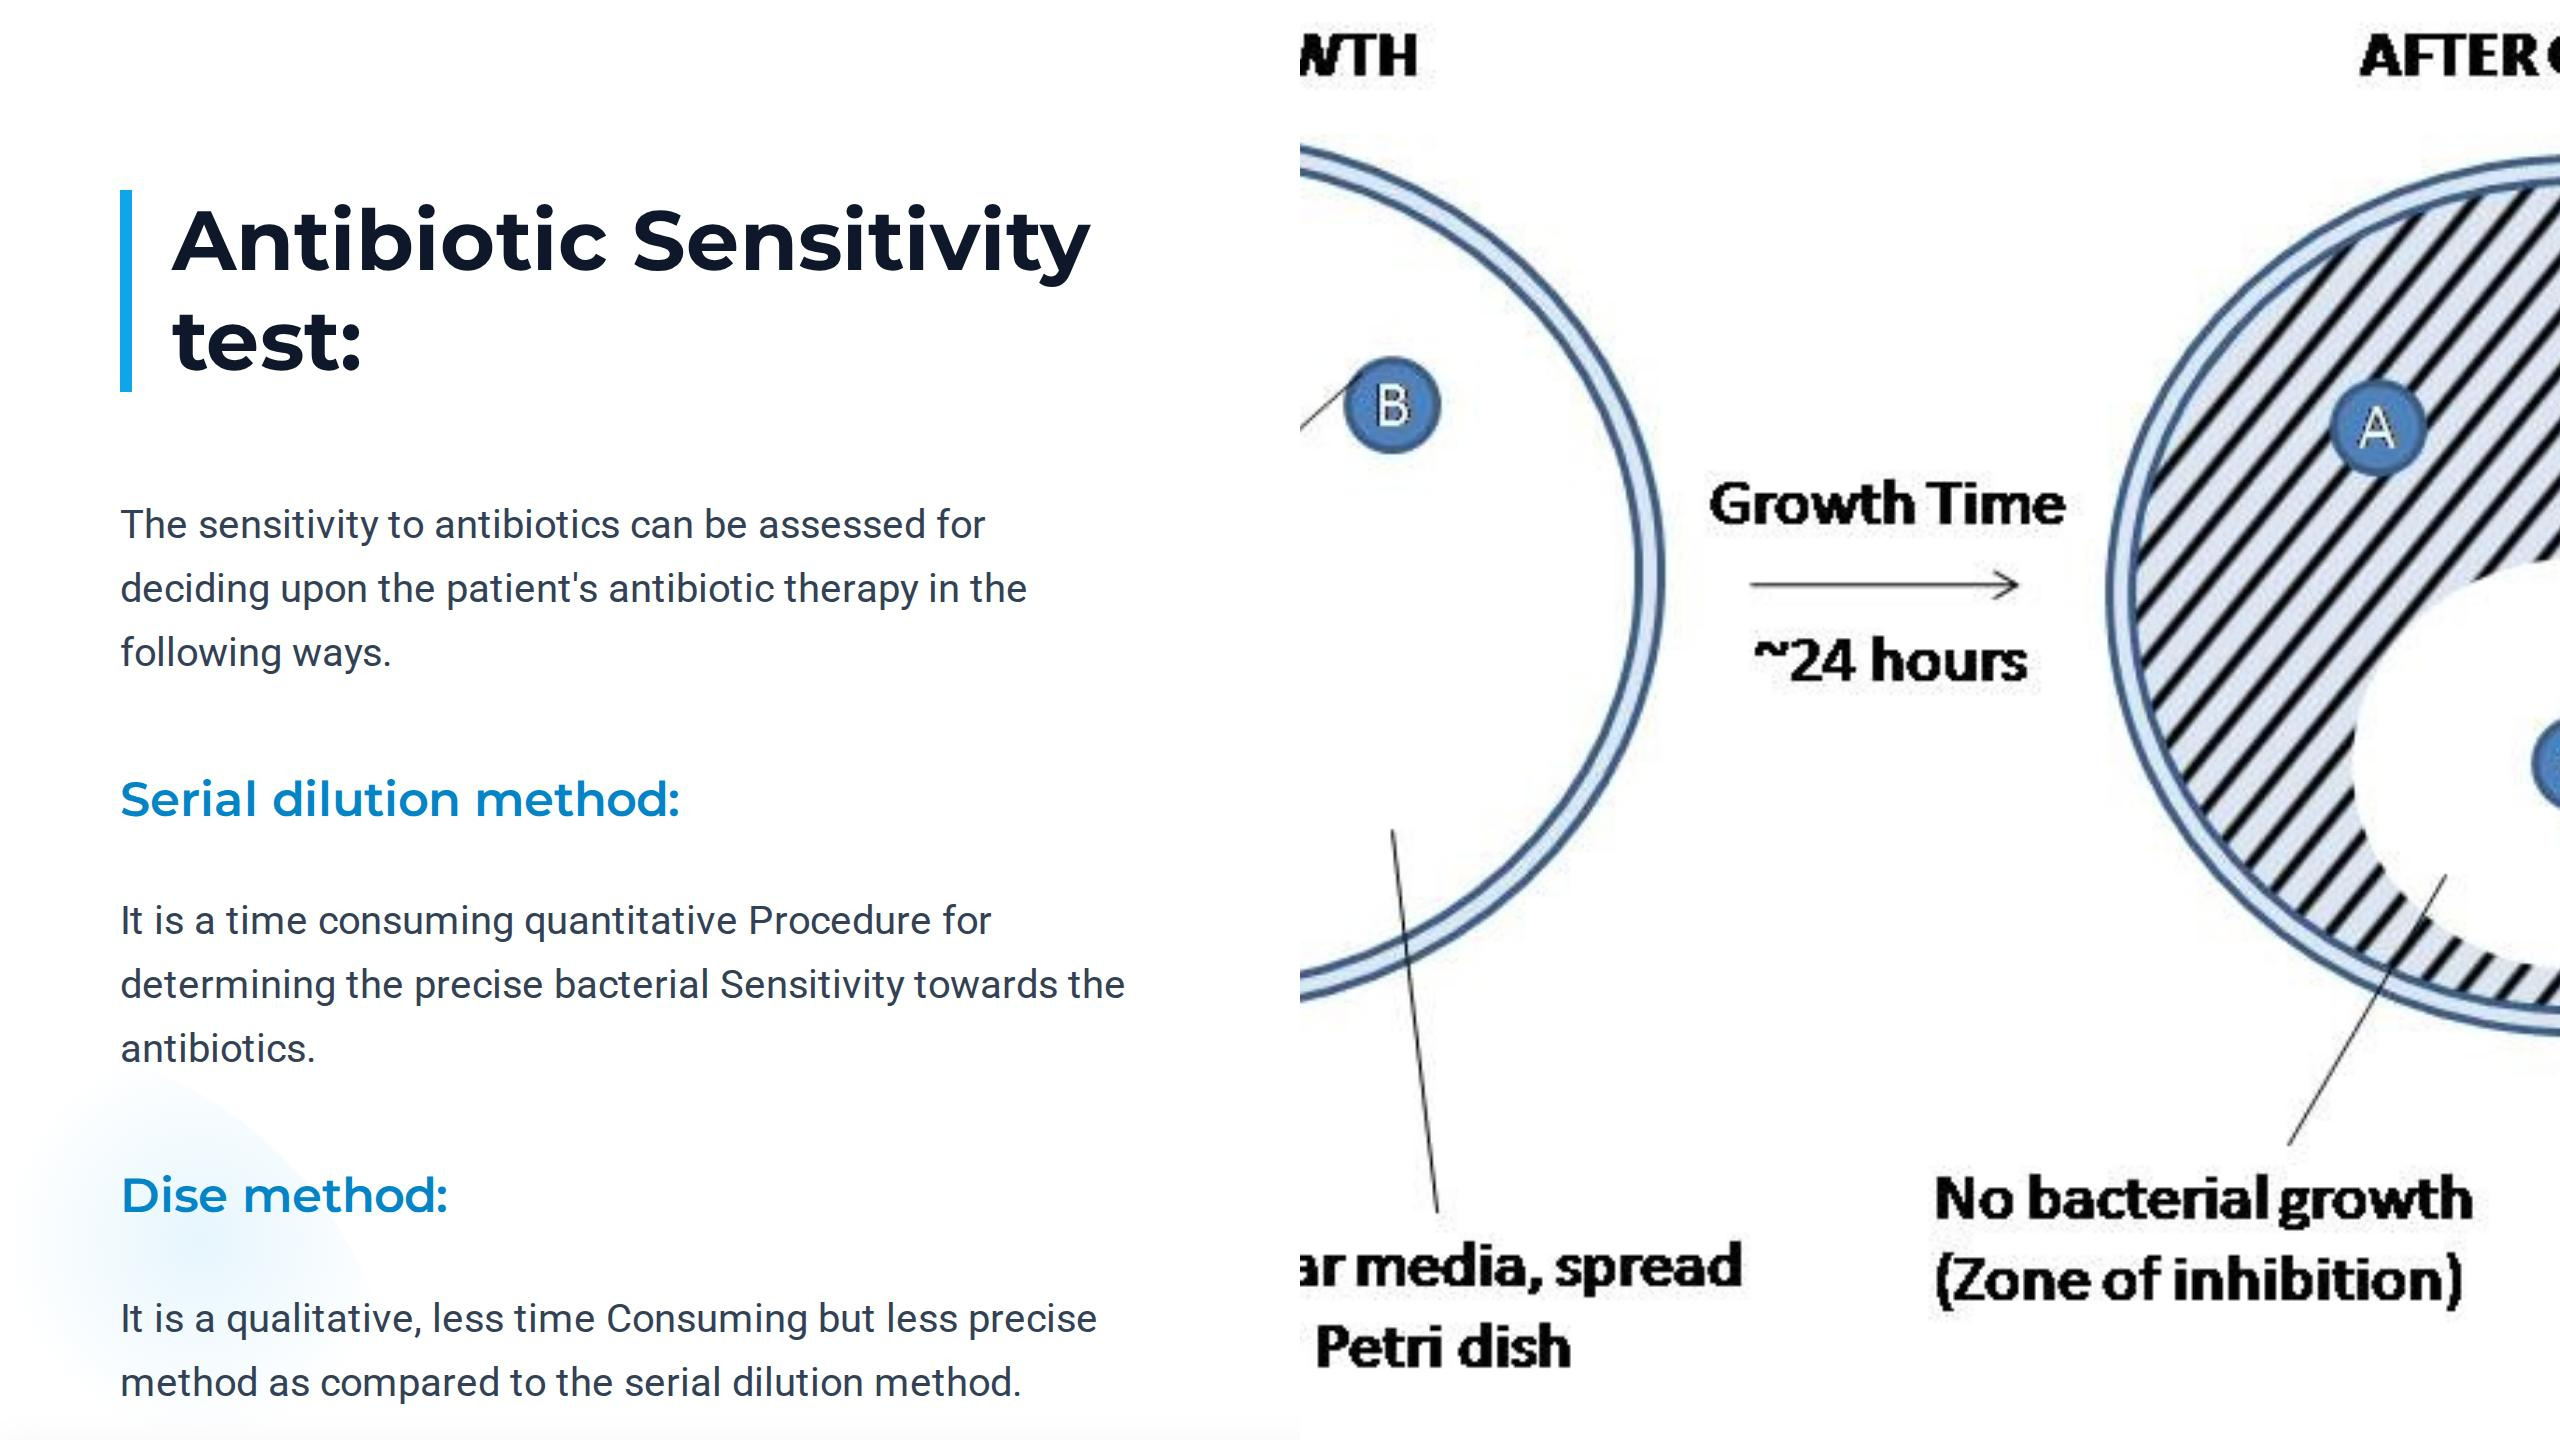 Antibiotic Sensitivity
test:
The sensitivity to antibiotics can be assessed for
deciding upon the patient's antibiotic therapy in the
following ways.
Serial dilution method:
It is a time consuming quantitative Procedure for
determining the precise bacterial Sensitivity towards the
antibiotics.
Dise method:
It is a qualitative, less time Consuming but less precise
method as compared to the serial dilution method.
WTH
B
ar media, spread
Petri dish
Growth Time
~24 hours
AFTER
A
No bacterial growth
(Zone of inhibition)